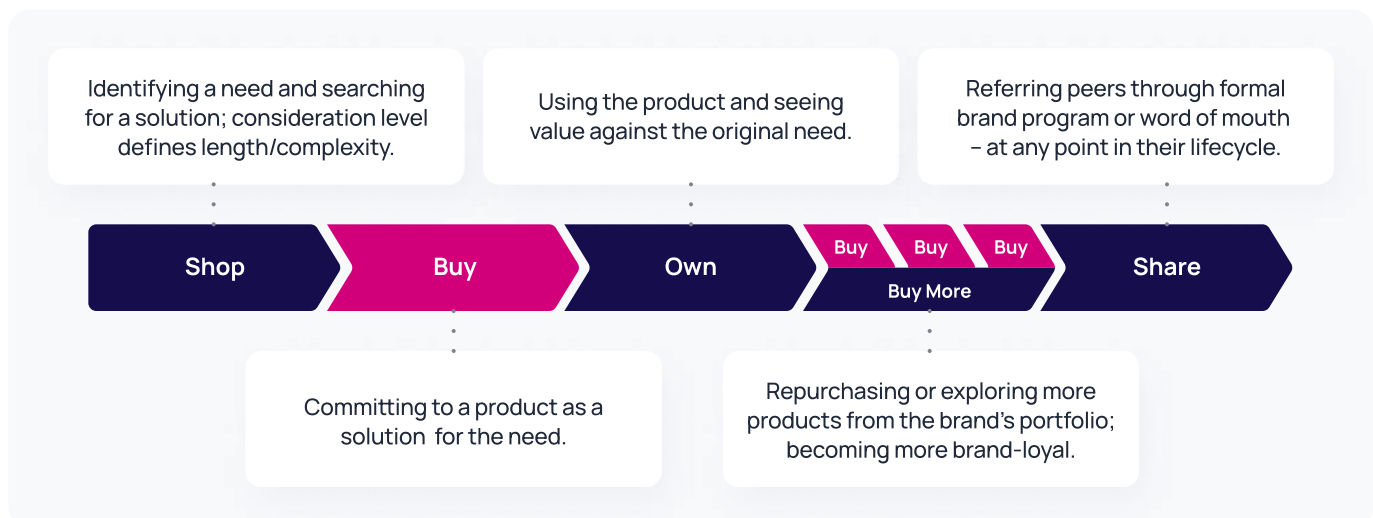 Identifying a need and searching
for a solution; consideration level
defines length/complexity.
Using the product and seeing
value against the original need.
Referring peers through formal
brand program or word of mouth
– at any point in their lifecycle.
Shop
Buy
Own
Buy
Buy
Buy
Buy More
Share
Committing to a product as a
solution  for the need.
Repurchasing or exploring more
products from the brand's portfolio;
becoming more brand-loyal.